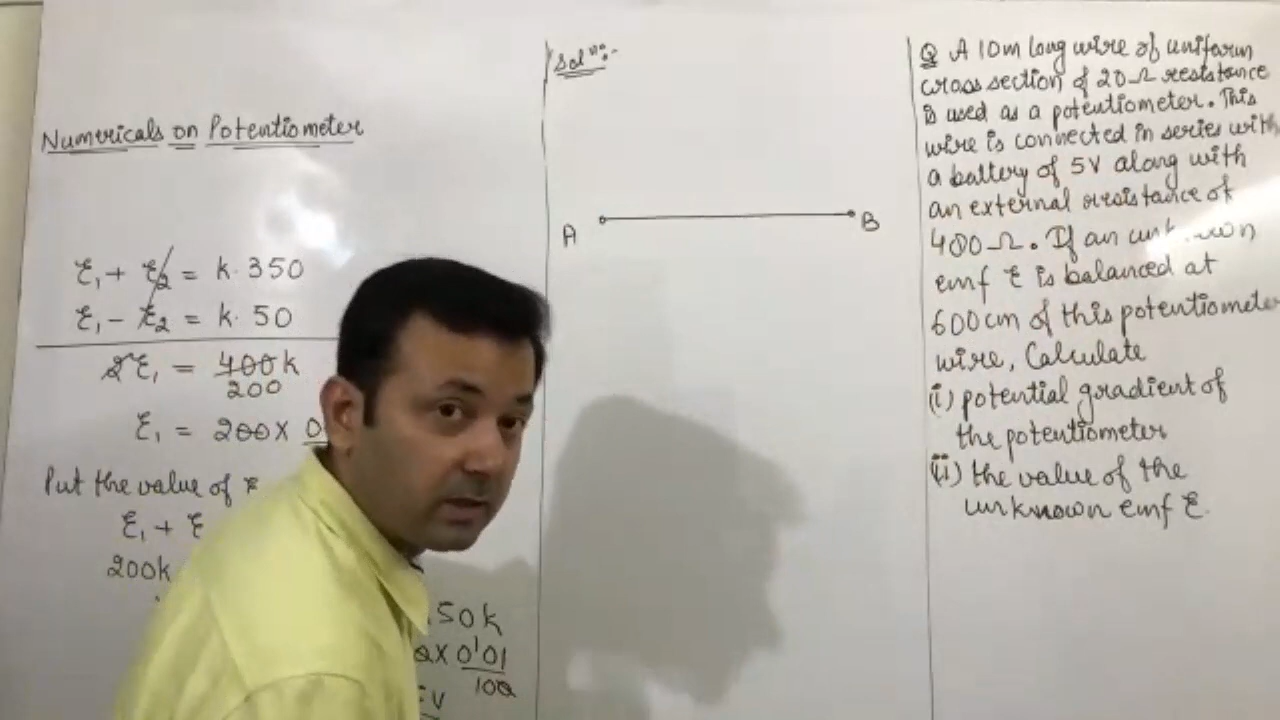 Numericals on Potentiometer
ε₁ + ε₂ = k. 350
ε₁ - ε₂ = k. 50
2ε₁ = 400k
200
ε₁ = 200 x 0
Put the value of
ε₁ + ε
200k
.50k
x 0.01
100
V
Solⁿ:-
A
B
Q A 10m long wire of uniform
cross section of 20Ω resistance
is used as a potentiometer. This
wire is connected in series with
a battery of 5V along with
an external resistance of
480Ω. If an unknown
emf ε is balanced at
600cm of this potentiometer
wire, Calculate
(i) potential gradient of
the potentiometer
(ii) the value of the
unknown emf ε.